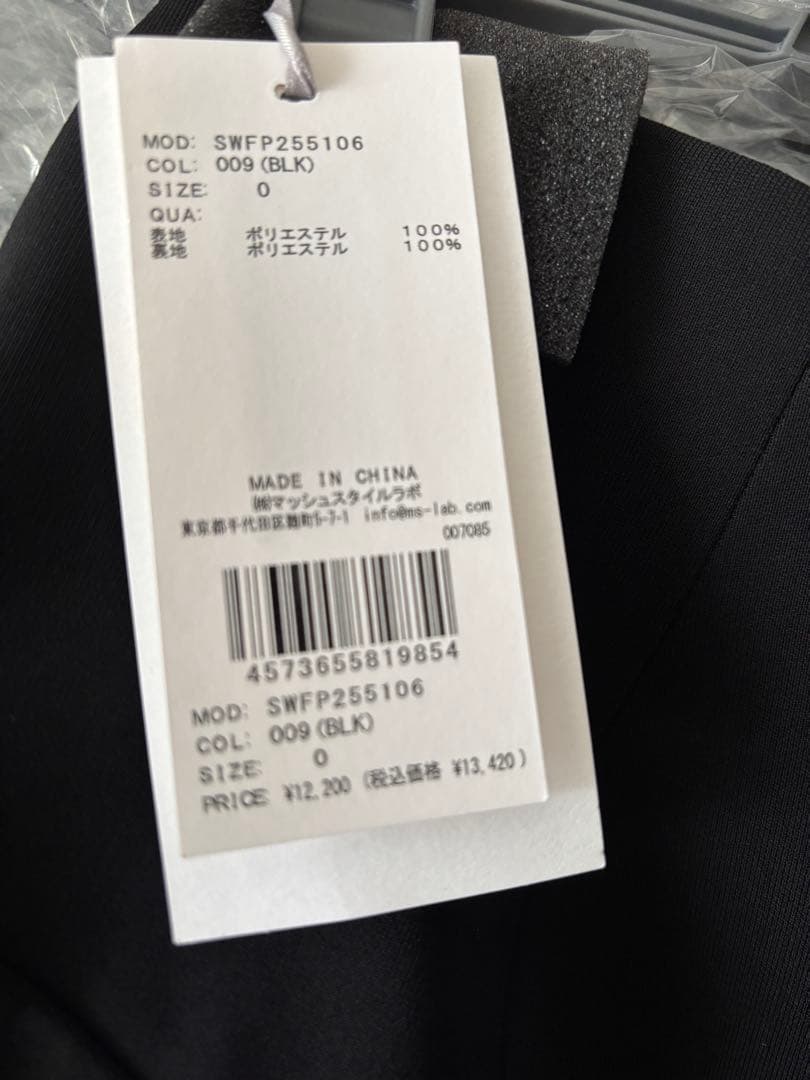 MOD: SWFP255106
COL: 009(BLK)
SIZE: 0
QUA:
表地 ポリエステル 100%
裏地 ポリエステル 100%
MADE IN CHINA
㈱マッシュスタイルラボ
東京都千代田区麹町5-7-1 info@ms-lab.com
007085
4573655819854
MOD: SWFP255106
COL: 009(BLK)
SIZE: 0
PRICE: ¥12,200 (税込価格 ¥13,420)